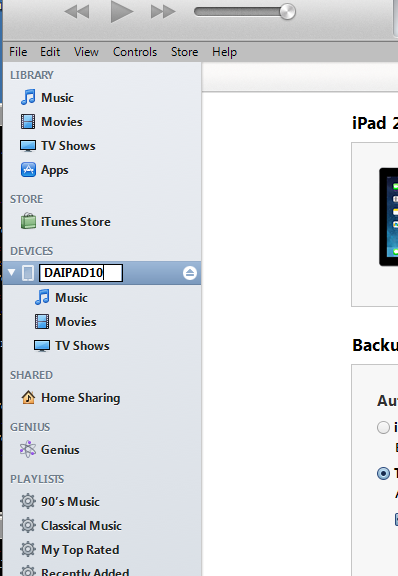 File Edit View Controls Store Help
LIBRARY
Music
Movies
TV Shows
Apps
STORE
iTunes Store
DEVICES
DAIPAD10
Music
Movies
TV Shows
SHARED
Home Sharing
GENIUS
Genius
PLAYLISTS
90's Music
Classical Music
My Top Rated
Recently Added
iPad 2
Backu
Au